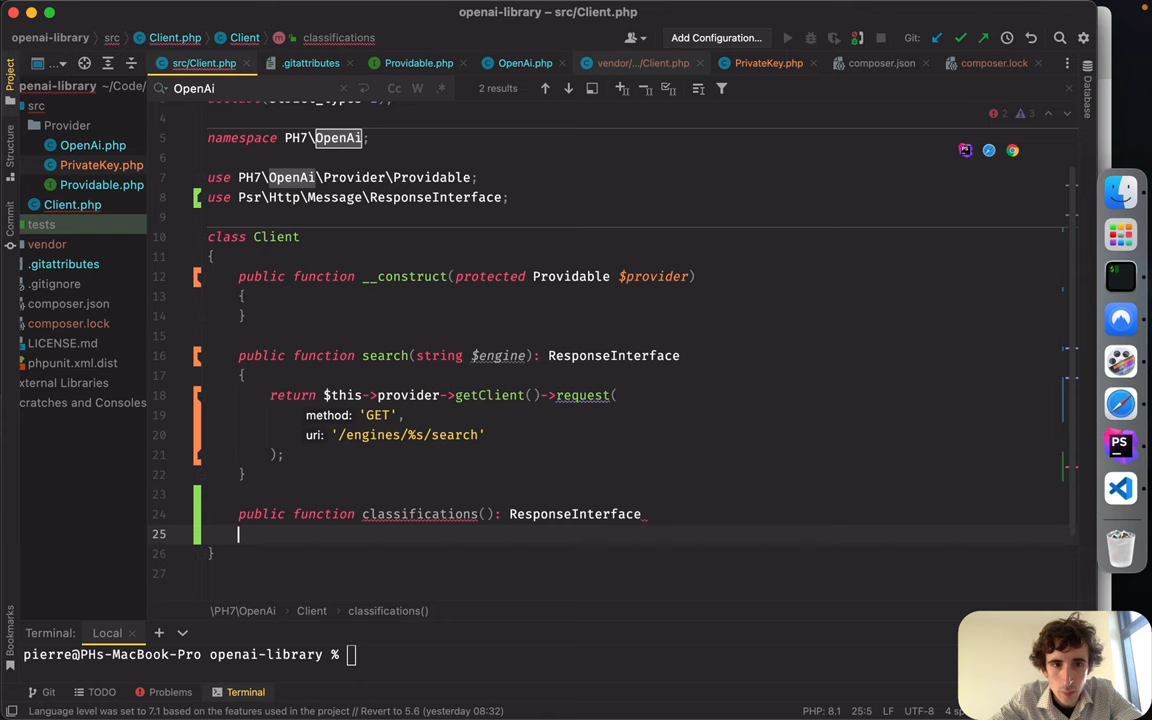 openai-library – src/Client.php
openai-library
src
Client.php
Client
m
classifications
Add Configuration...
Git:
src/Client.php
.gitattributes
Providable.php
OpenAi.php
vendor/.../Client.php
PrivateKey.php
composer.json
composer.lock
Project
Structure
Commit
Bookmarks
Database
penai-library ~/Code/
src
Provider
OpenAi.php
PrivateKey.php
Providable.php
Client.php
tests
vendor
.gitattributes
.gitignore
composer.json
composer.lock
LICENSE.md
phpunit.xml.dist
xternal Libraries
cratches and Consoles
OpenAi
Cc
W
.*
2 results
2 3
4
5 namespace PH7\OpenAi;
6
7 use PH7\OpenAi\Provider\Providable;
8 use Psr\Http\Message\ResponseInterface;
9
10 class Client
11 {
12 public function __construct(protected Providable $provider)
13 {
14 }
15
16 public function search(string $engine): ResponseInterface
17 {
18 return $this->provider->getClient()->request(
19 method: 'GET',
20 uri: '/engines/%s/search'
21 );
22 }
23
24 public function classifications(): ResponseInterface
25
26 }
27
\PH7\OpenAi
Client
classifications()
Terminal:
Local
pierre@PHs-MacBook-Pro openai-library %
Git
TODO
Problems
Terminal
Language level was set to 7.1 based on the features used in the project // Revert to 5.6 (yesterday 08:32)
PHP: 8.1
25:5
LF
UTF-8
PS